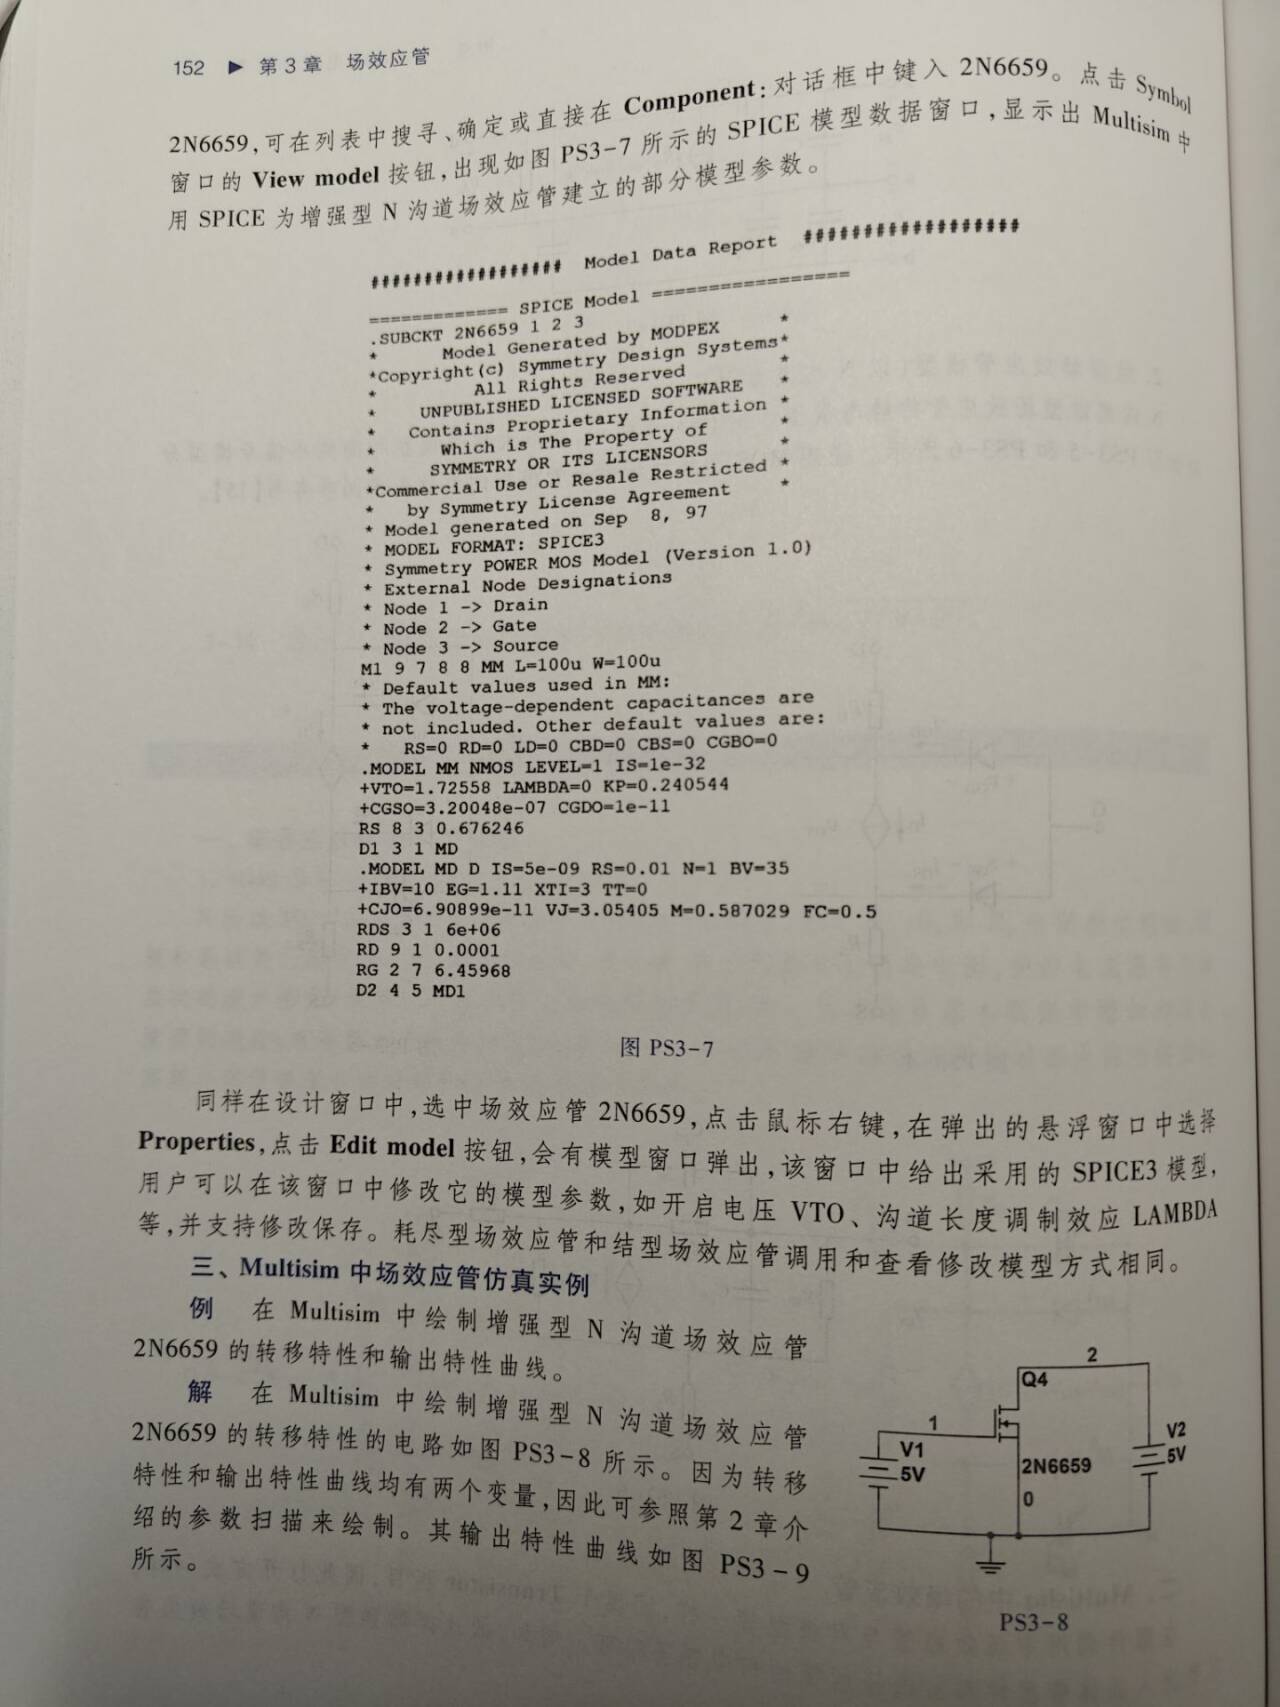 152 ▶ 第3章 场效应管
2N6659,可在列表中搜寻、确定或直接在 Component:对话框中键入 2N6659。点击 Symbol
窗口的 View model 按钮,出现如图 PS3-7 所示的 SPICE 模型数据窗口,显示出 Multisim 中
用 SPICE 为增强型 N 沟道场效应管建立的部分模型参数。
################## Model Data Report ##################
============= SPICE Model =================
.SUBCKT 2N6659 1 2 3
* Model Generated by MODPEX *
*Copyright(c) Symmetry Design Systems*
* All Rights Reserved *
* UNPUBLISHED LICENSED SOFTWARE *
* Contains Proprietary Information *
* Which is The Property of *
* SYMMETRY OR ITS LICENSORS *
*Commercial Use or Resale Restricted *
* by Symmetry License Agreement *
* Model generated on Sep 8, 97
* MODEL FORMAT: SPICE3
* Symmetry POWER MOS Model (Version 1.0)
* External Node Designations
* Node 1 -> Drain
* Node 2 -> Gate
* Node 3 -> Source
M1 9 7 8 8 MM L=100u W=100u
* Default values used in MM:
* The voltage-dependent capacitances are
* not included. Other default values are:
* RS=0 RD=0 LD=0 CBD=0 CBS=0 CGBO=0
.MODEL MM NMOS LEVEL=1 IS=1e-32
+VTO=1.72558 LAMBDA=0 KP=0.240544
+CGSO=3.20048e-07 CGDO=1e-11
RS 8 3 0.676246
D1 3 1 MD
.MODEL MD D IS=5e-09 RS=0.01 N=1 BV=35
+IBV=10 EG=1.11 XTI=3 TT=0
+CJO=6.90899e-11 VJ=3.05405 M=0.587029 FC=0.5
RDS 3 1 6e+06
RD 9 1 0.0001
RG 2 7 6.45968
D2 4 5 MD1
图 PS3-7
同样在设计窗口中,选中场效应管 2N6659,点击鼠标右键,在弹出的悬浮窗口中选择
Properties,点击 Edit model 按钮,会有模型窗口弹出,该窗口中给出采用的 SPICE3 模型,
用户可以在该窗口中修改它的模型参数,如开启电压 VTO、沟道长度调制效应 LAMBDA
等,并支持修改保存。耗尽型场效应管和结型场效应管调用和查看修改模型方式相同。
三、Multisim 中场效应管仿真实例
例 在 Multisim 中绘制增强型 N 沟道场效应管
2N6659 的转移特性和输出特性曲线。
解 在 Multisim 中绘制增强型 N 沟道场效应管
2N6659 的转移特性的电路如图 PS3-8 所示。因为转移
特性和输出特性曲线均有两个变量,因此可参照第 2 章介
绍的参数扫描来绘制。其输出特性曲线如图 PS3-9
所示。
2
Q4
1
V1
5V
2N6659
0
V2
5V
PS3-8